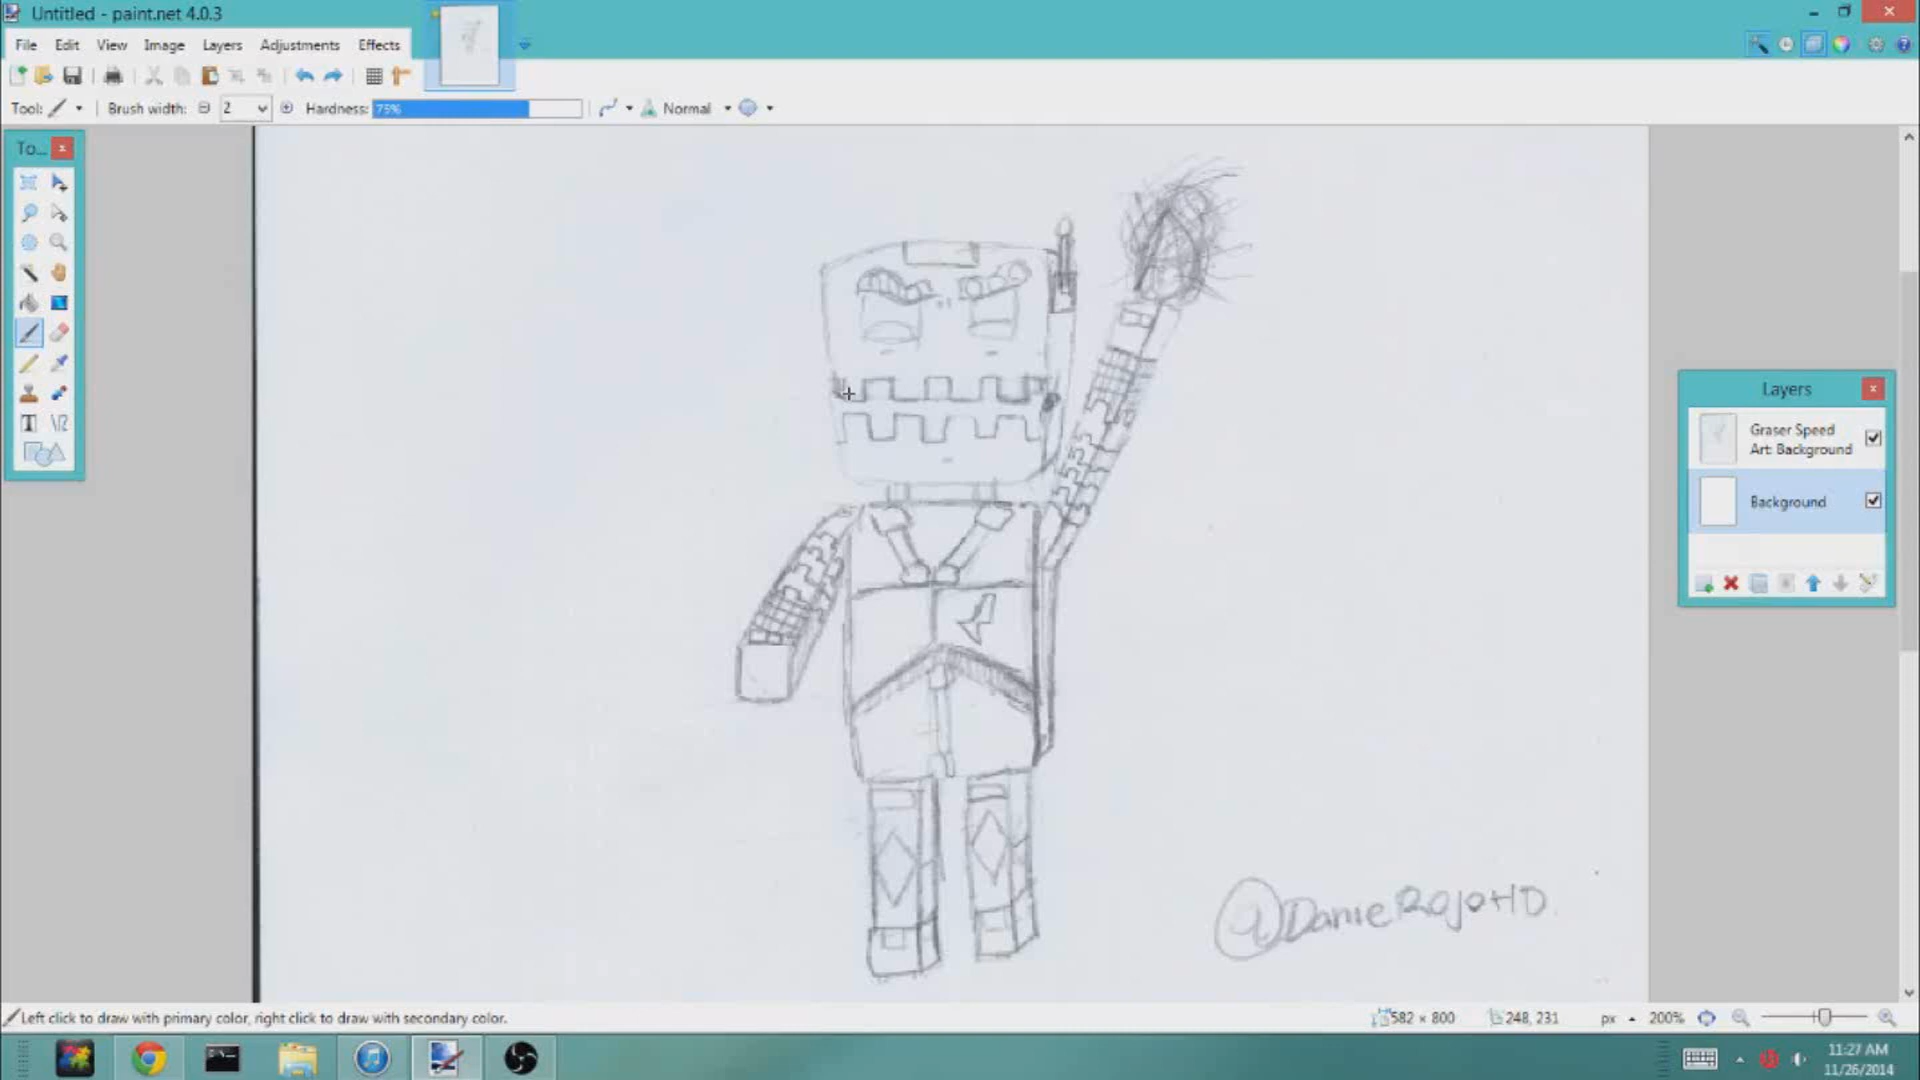 Untitled - paint.net 4.0.3
File Edit View Image Layers Adjustments Effects
Tool: Brush width: 2 Hardness: 75% Normal
To...
Layers
Graser Speed
Art: Background
Background
@DanieRojoHD
Left click to draw with primary color, right click to draw with secondary color.
582 × 800 248, 231 px 200%
11:27 AM
11/26/2014